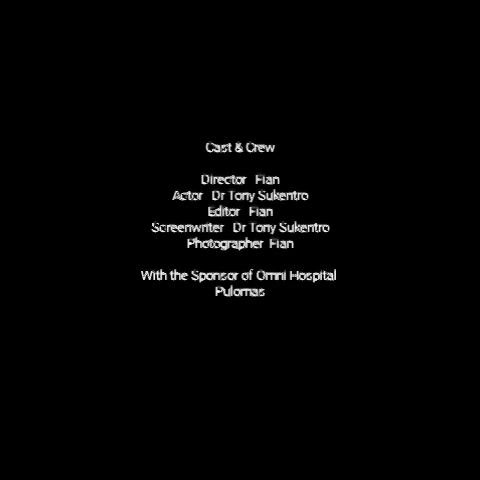 Cast & Crew
Director Fian
Actor Dr Tony Sukentro
Editor Fian
Screenwriter Dr Tony Sukentro
Photographer Fian
With the Sponsor of Omni Hospital
Pulomas